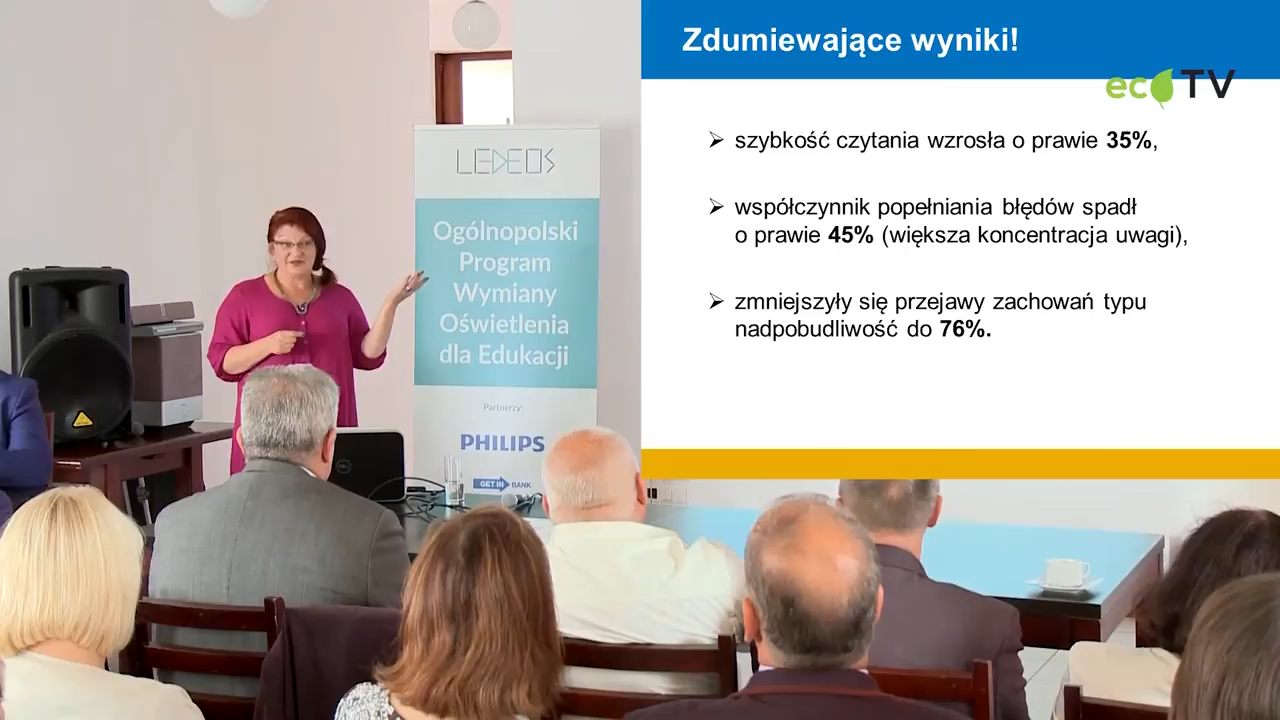 Zdumiewające wyniki!
ecoTV
➢ szybkość czytania wzrosła o prawie 35%,
➢ współczynnik popełniania błędów spadł
o prawie 45% (większa koncentracja uwagi),
➢ zmniejszyły się przejawy zachowań typu
nadpobudliwość do 76%.
LEDEOS
Ogólnopolski
Program
Wymiany
Oświetlenia
dla Edukacji
Partnerzy:
PHILIPS
GET IN BANK
DELL